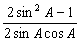 2 sin² A − 1
2 sin A cos A